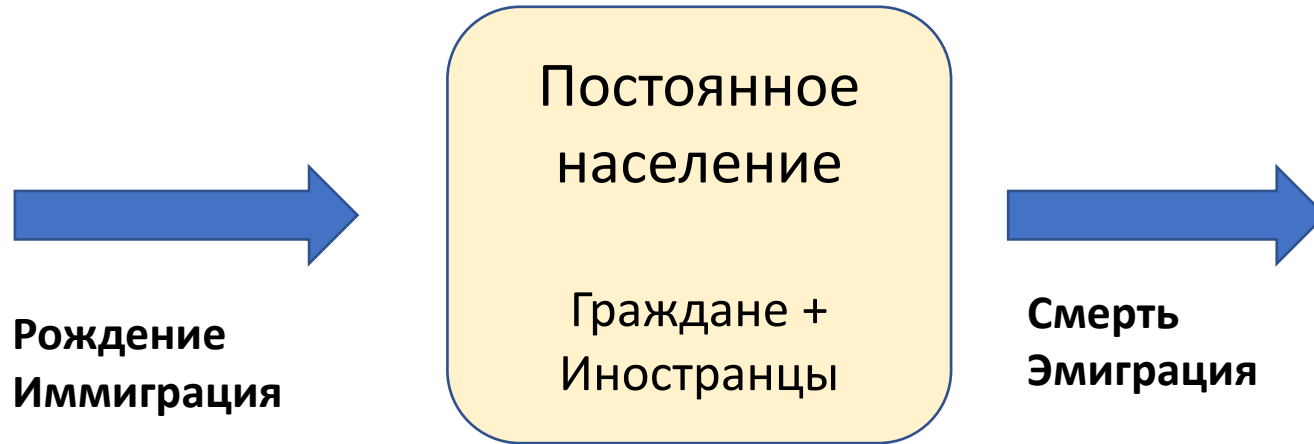 Постоянное
население
Граждане +
Иностранцы
Рождение
Иммиграция
Смерть
Эмиграция